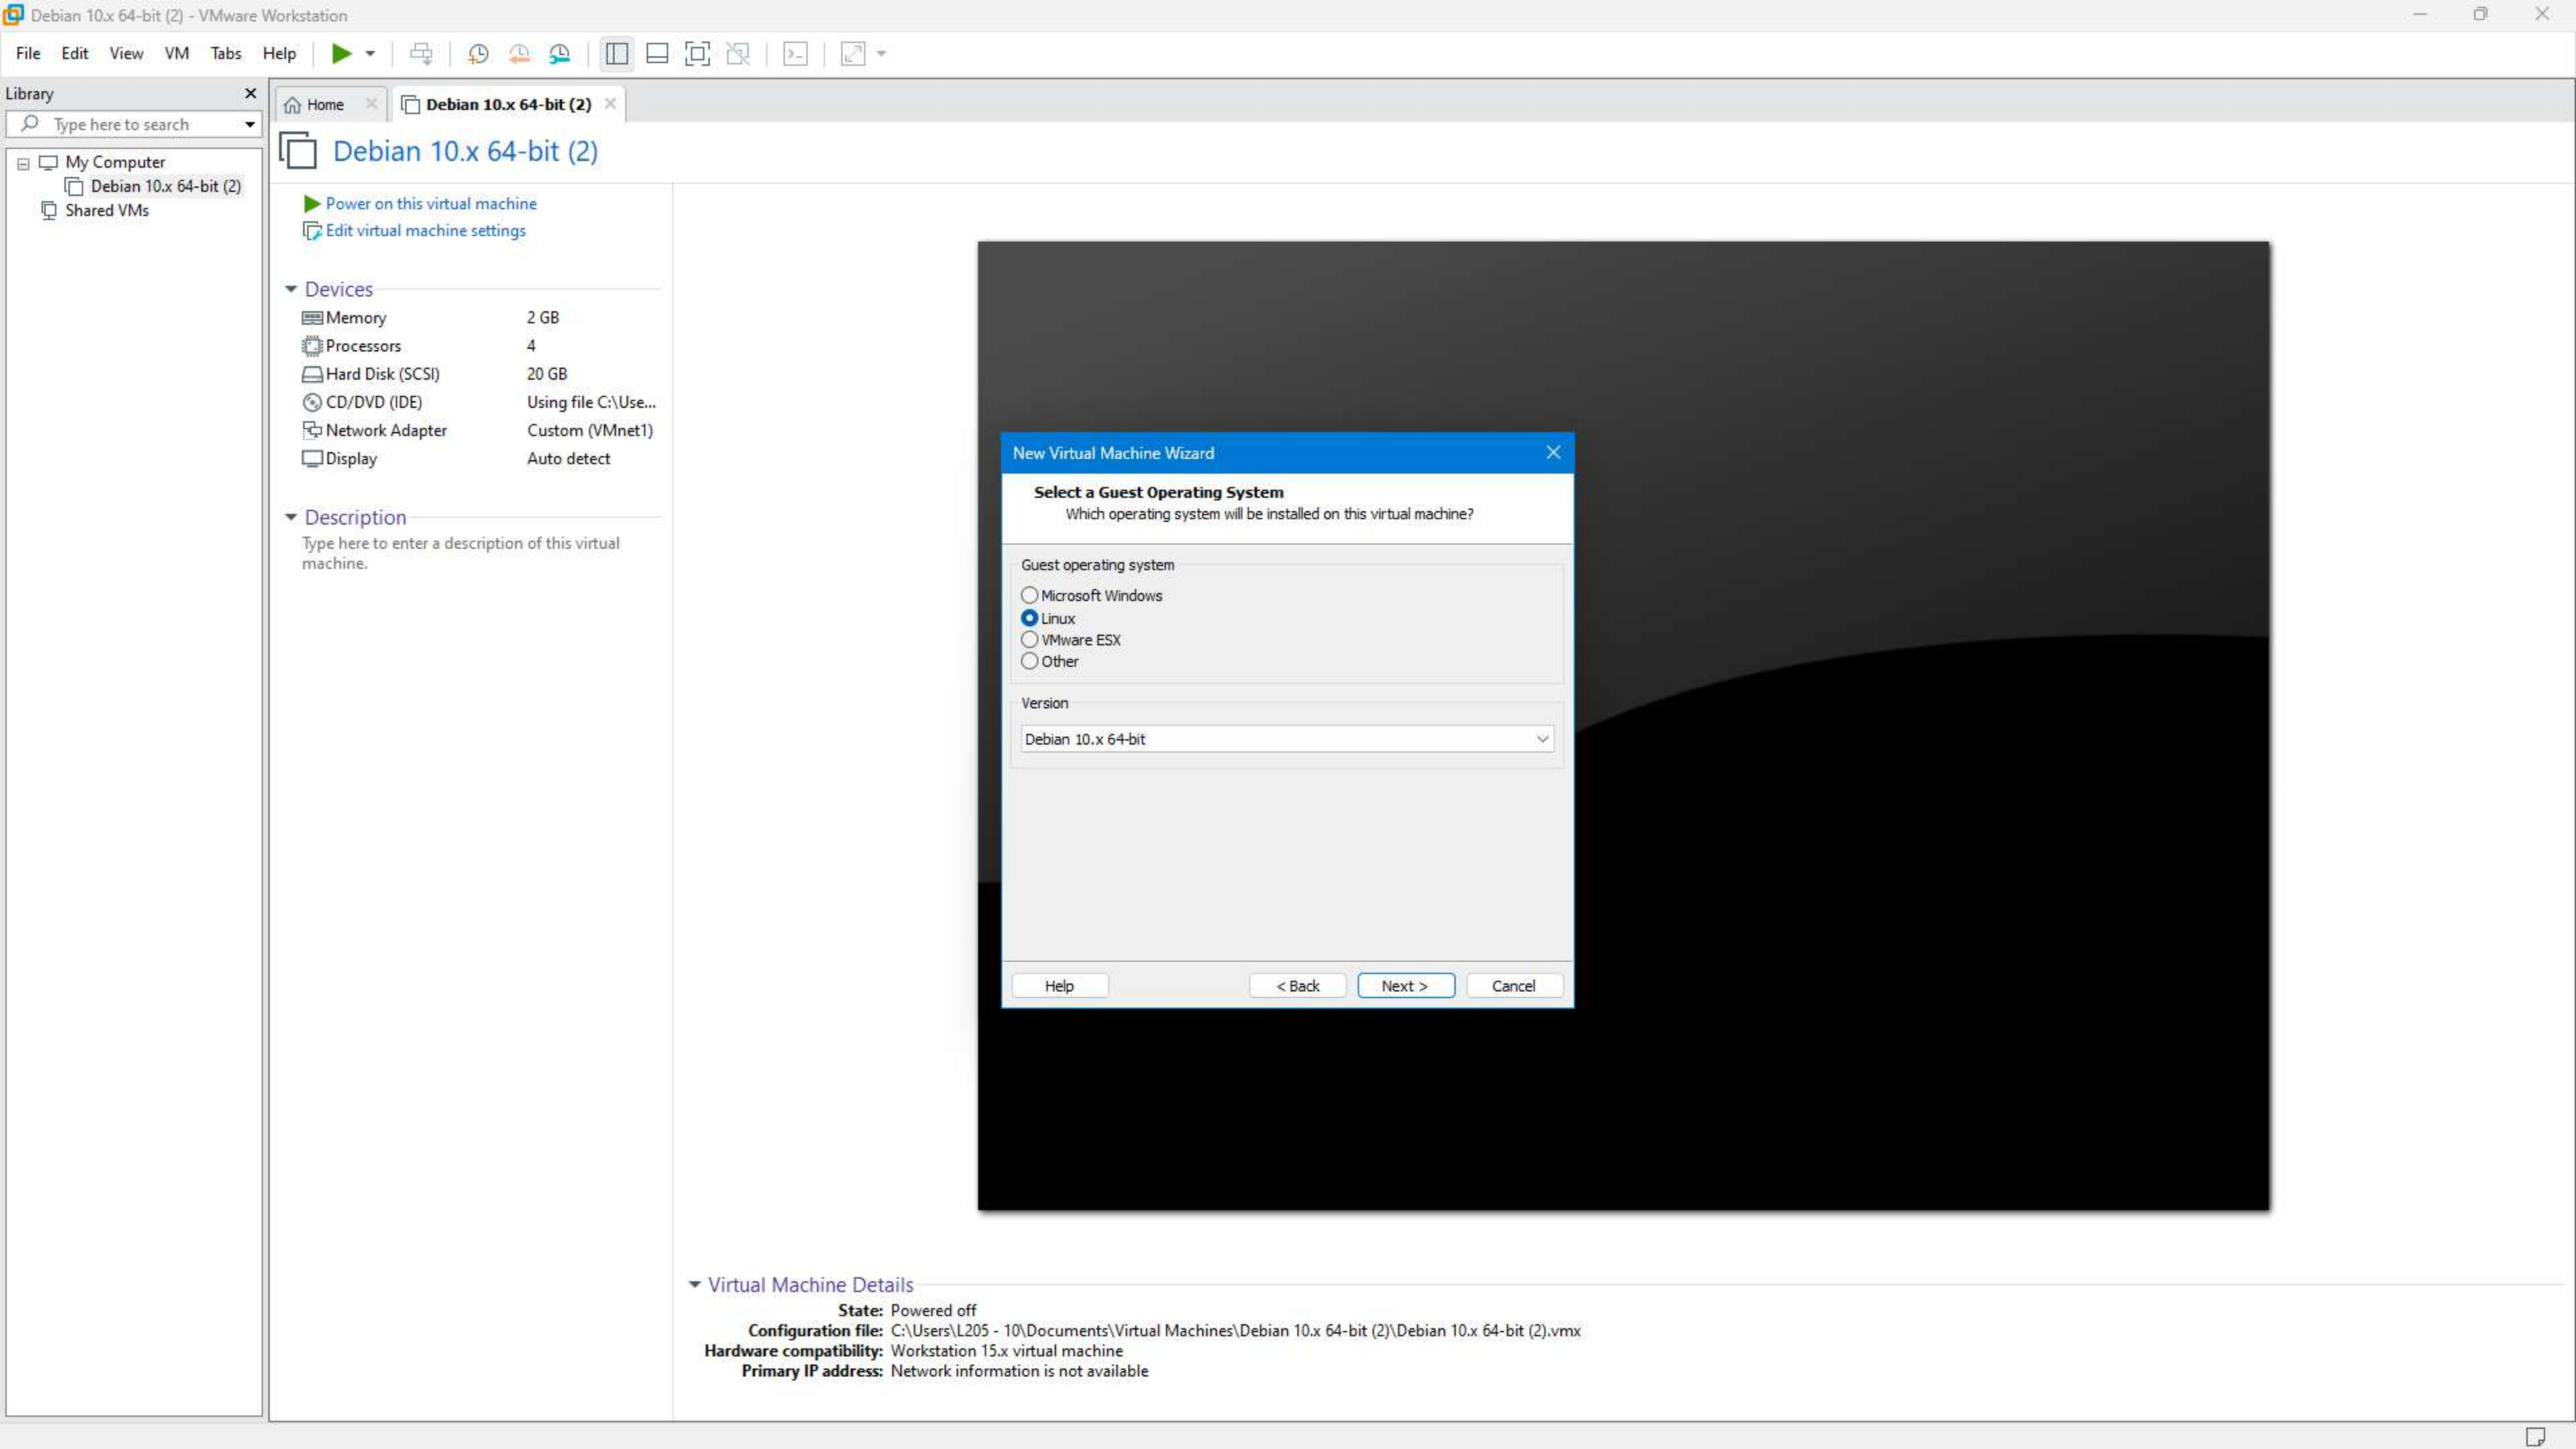 Debian 10.x 64-bit (2) - VMware Workstation
File Edit View VM Tabs Help
Library
Type here to search
My Computer
Debian 10.x 64-bit (2)
Shared VMs
Home
Debian 10.x 64-bit (2)
Debian 10.x 64-bit (2)
Power on this virtual machine
Edit virtual machine settings
Devices
Memory 2 GB
Processors 4
Hard Disk (SCSI) 20 GB
CD/DVD (IDE) Using file C:\Use...
Network Adapter Custom (VMnet1)
Display Auto detect
Description
Type here to enter a description of this virtual
machine.
New Virtual Machine Wizard
Select a Guest Operating System
Which operating system will be installed on this virtual machine?
Guest operating system
Microsoft Windows
Linux
VMware ESX
Other
Version
Debian 10.x 64-bit
Help < Back Next > Cancel
Virtual Machine Details
State: Powered off
Configuration file: C:\Users\L205 - 10\Documents\Virtual Machines\Debian 10.x 64-bit (2)\Debian 10.x 64-bit (2).vmx
Hardware compatibility: Workstation 15.x virtual machine
Primary IP address: Network information is not available